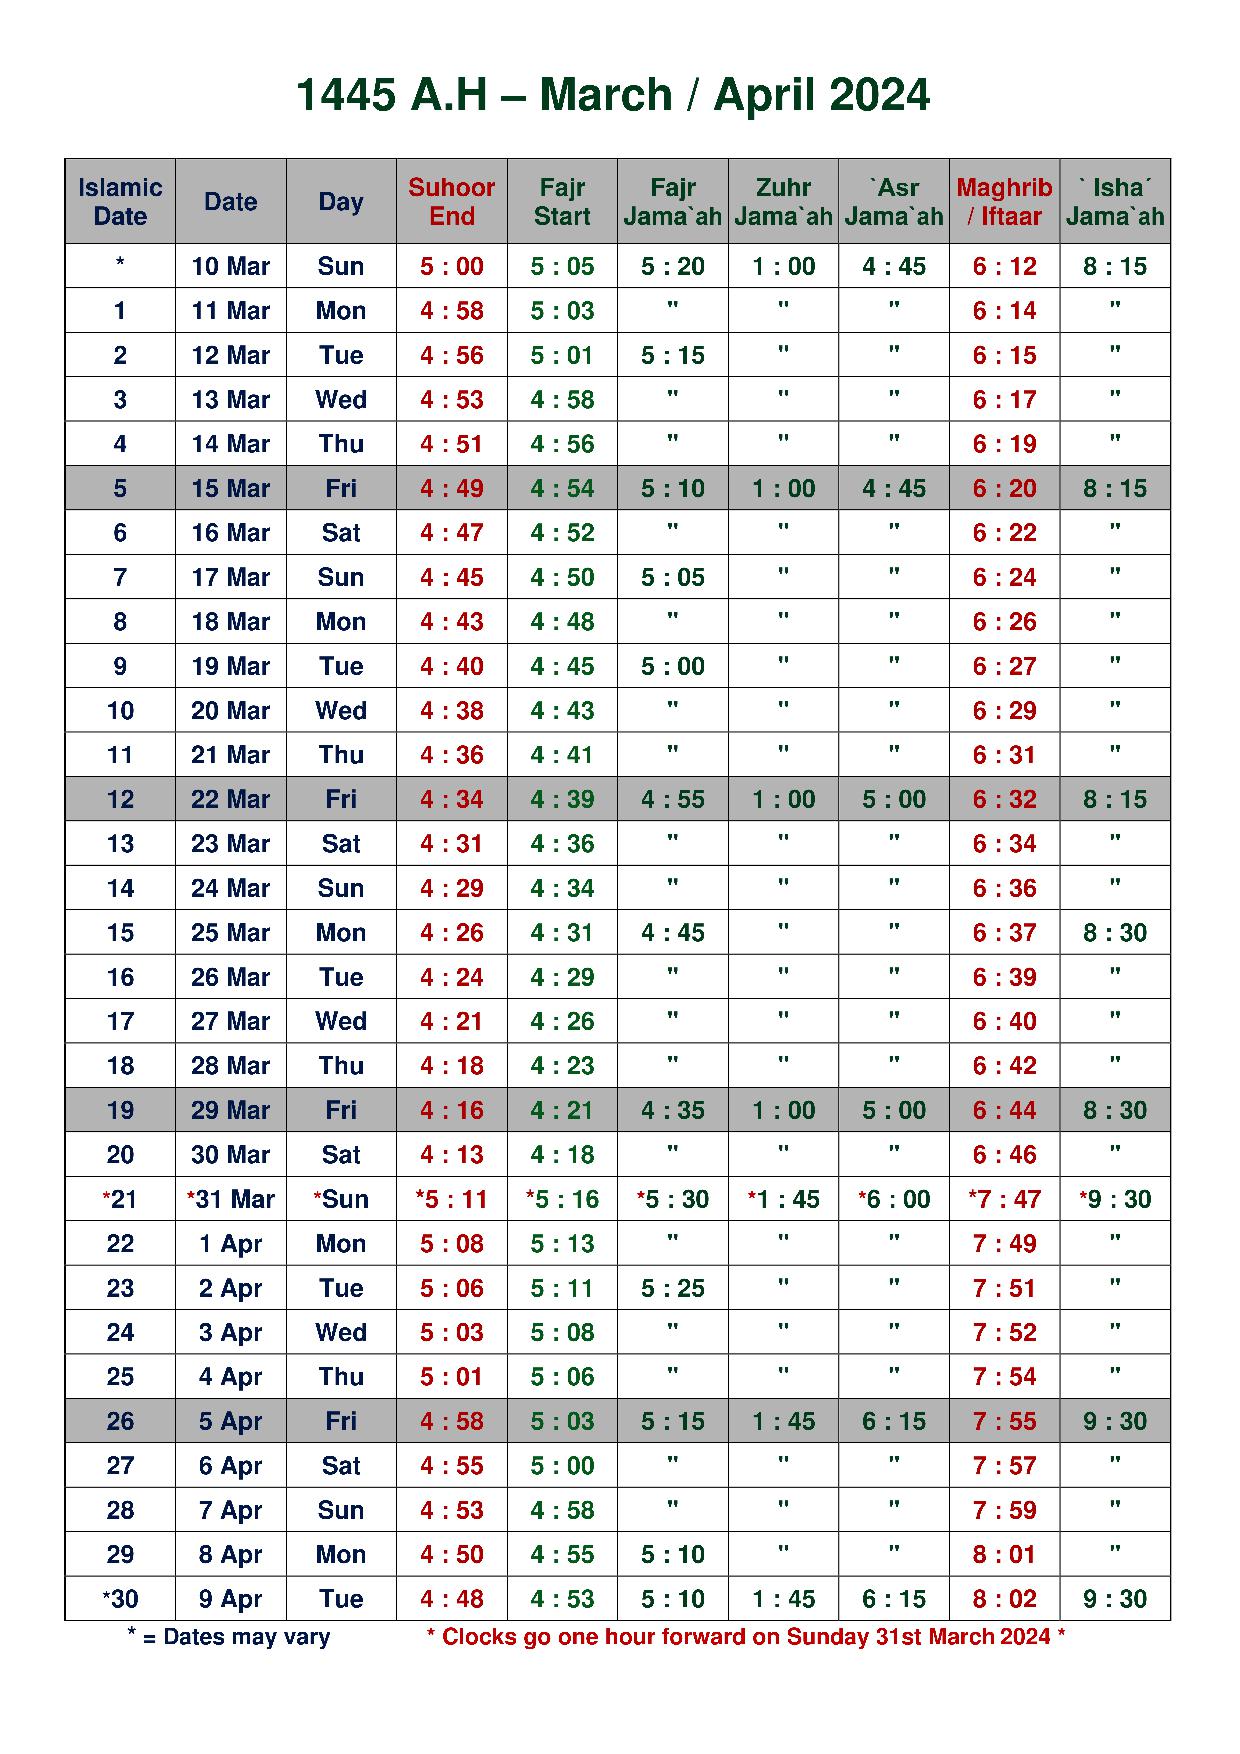 1445 A.H – March / April 2024
Islamic Date Date Day Suhoor End Fajr Start Fajr Jama`ah Zuhr Jama`ah `Asr Jama`ah Maghrib / Iftaar ` Isha´ Jama`ah
* 10 Mar Sun 5 : 00 5 : 05 5 : 20 1 : 00 4 : 45 6 : 12 8 : 15
1 11 Mar Mon 4 : 58 5 : 03 " " " 6 : 14 "
2 12 Mar Tue 4 : 56 5 : 01 5 : 15 " " 6 : 15 "
3 13 Mar Wed 4 : 53 4 : 58 " " " 6 : 17 "
4 14 Mar Thu 4 : 51 4 : 56 " " " 6 : 19 "
5 15 Mar Fri 4 : 49 4 : 54 5 : 10 1 : 00 4 : 45 6 : 20 8 : 15
6 16 Mar Sat 4 : 47 4 : 52 " " " 6 : 22 "
7 17 Mar Sun 4 : 45 4 : 50 5 : 05 " " 6 : 24 "
8 18 Mar Mon 4 : 43 4 : 48 " " " 6 : 26 "
9 19 Mar Tue 4 : 40 4 : 45 5 : 00 " " 6 : 27 "
10 20 Mar Wed 4 : 38 4 : 43 " " " 6 : 29 "
11 21 Mar Thu 4 : 36 4 : 41 " " " 6 : 31 "
12 22 Mar Fri 4 : 34 4 : 39 4 : 55 1 : 00 5 : 00 6 : 32 8 : 15
13 23 Mar Sat 4 : 31 4 : 36 " " " 6 : 34 "
14 24 Mar Sun 4 : 29 4 : 34 " " " 6 : 36 "
15 25 Mar Mon 4 : 26 4 : 31 4 : 45 " " 6 : 37 8 : 30
16 26 Mar Tue 4 : 24 4 : 29 " " " 6 : 39 "
17 27 Mar Wed 4 : 21 4 : 26 " " " 6 : 40 "
18 28 Mar Thu 4 : 18 4 : 23 " " " 6 : 42 "
19 29 Mar Fri 4 : 16 4 : 21 4 : 35 1 : 00 5 : 00 6 : 44 8 : 30
20 30 Mar Sat 4 : 13 4 : 18 " " " 6 : 46 "
*21 *31 Mar *Sun *5 : 11 *5 : 16 *5 : 30 *1 : 45 *6 : 00 *7 : 47 *9 : 30
22 1 Apr Mon 5 : 08 5 : 13 " " " 7 : 49 "
23 2 Apr Tue 5 : 06 5 : 11 5 : 25 " " 7 : 51 "
24 3 Apr Wed 5 : 03 5 : 08 " " " 7 : 52 "
25 4 Apr Thu 5 : 01 5 : 06 " " " 7 : 54 "
26 5 Apr Fri 4 : 58 5 : 03 5 : 15 1 : 45 6 : 15 7 : 55 9 : 30
27 6 Apr Sat 4 : 55 5 : 00 " " " 7 : 57 "
28 7 Apr Sun 4 : 53 4 : 58 " " " 7 : 59 "
29 8 Apr Mon 4 : 50 4 : 55 5 : 10 " " 8 : 01 "
*30 9 Apr Tue 4 : 48 4 : 53 5 : 10 1 : 45 6 : 15 8 : 02 9 : 30
* = Dates may vary * Clocks go one hour forward on Sunday 31st March 2024 *